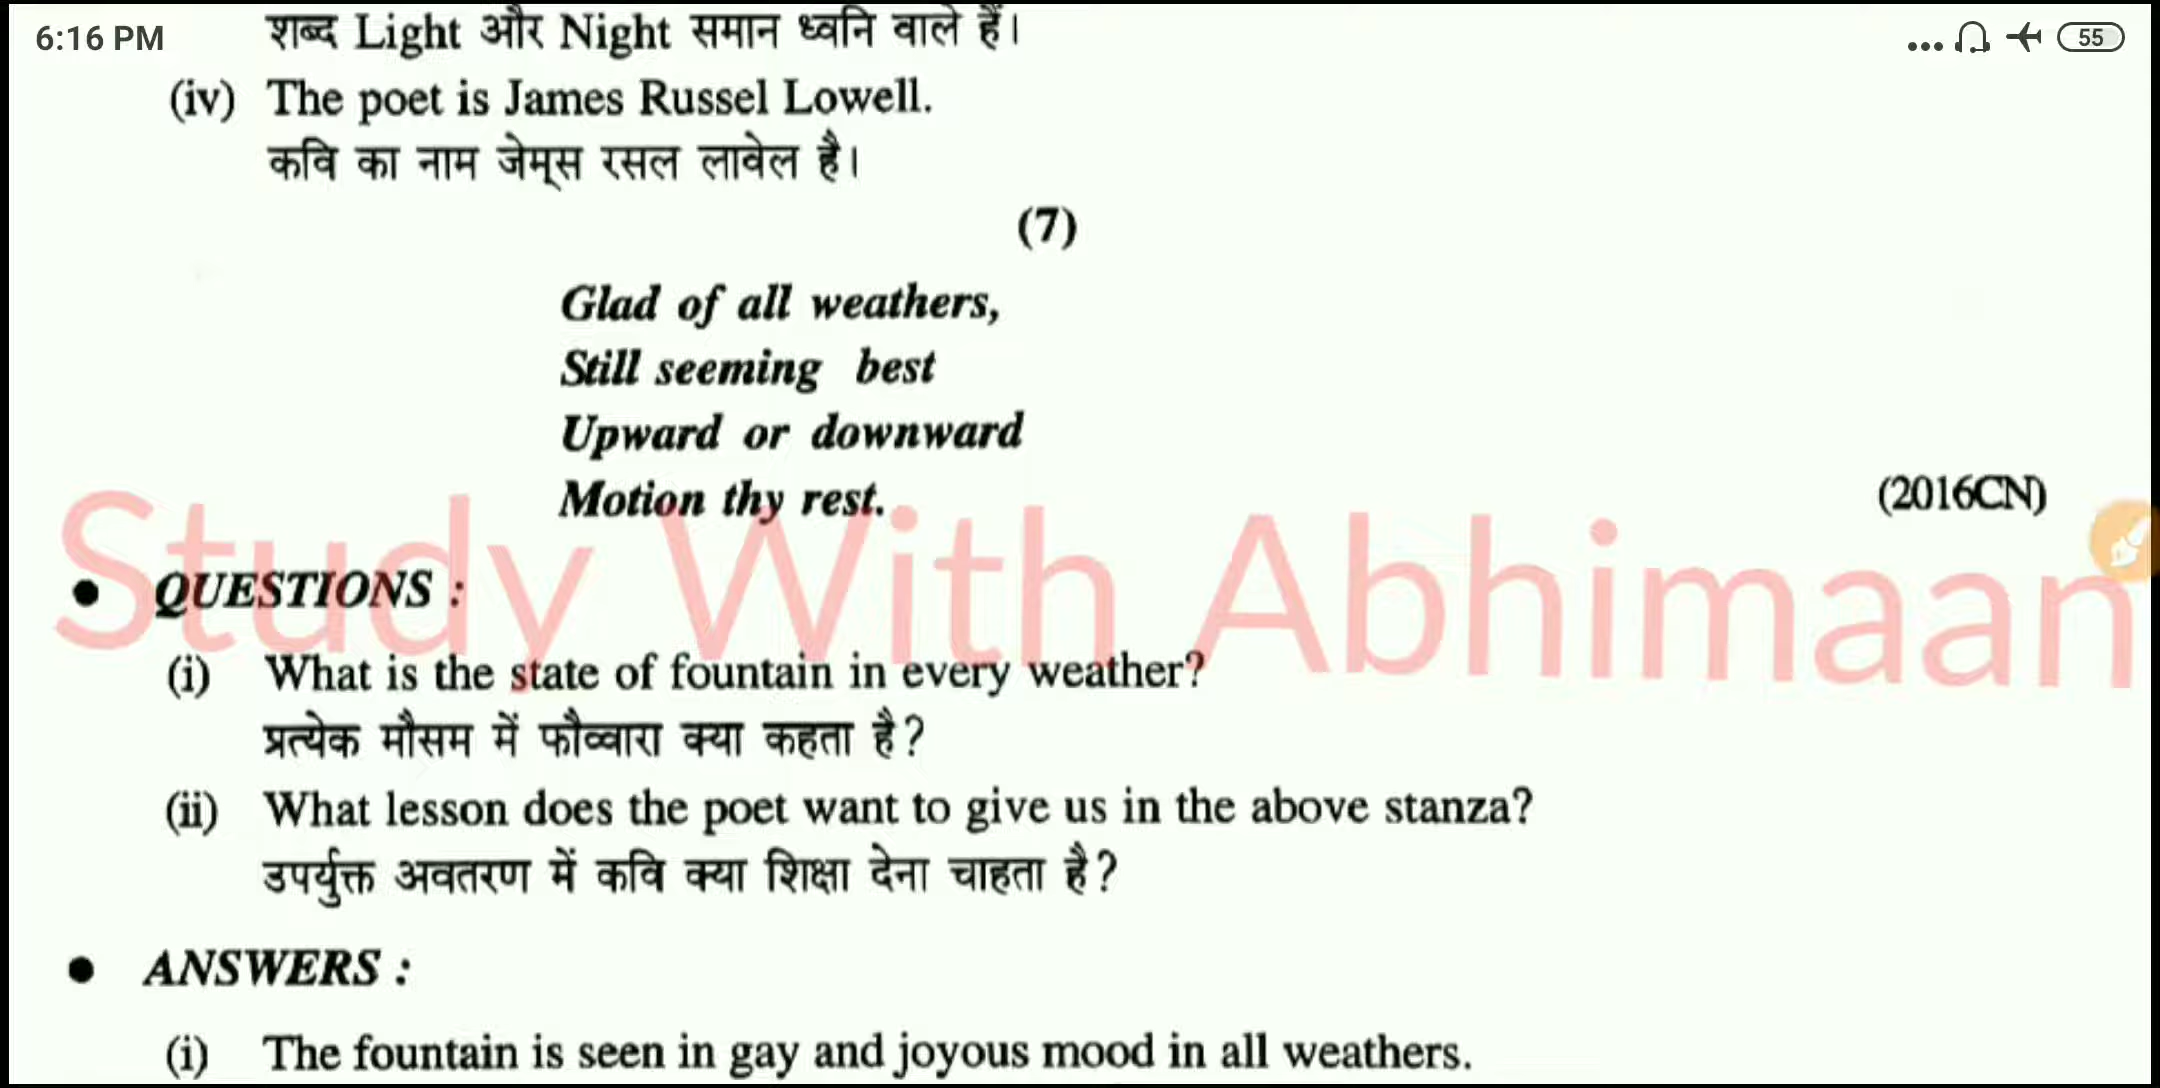 6:16 PM
... 55
शब्द Light और Night समान ध्वनि वाले हैं।
(iv) The poet is James Russel Lowell.
कवि का नाम जेम्स रसल लावेल है।
(7)
Glad of all weathers,
Still seeming best
Upward or downward
Motion thy rest.
(2016CN)
Study With Abhimaan
• QUESTIONS :
(i) What is the state of fountain in every weather?
प्रत्येक मौसम में फौव्वारा क्या कहता है?
(ii) What lesson does the poet want to give us in the above stanza?
उपर्युक्त अवतरण में कवि क्या शिक्षा देना चाहता है?
• ANSWERS :
(i) The fountain is seen in gay and joyous mood in all weathers.